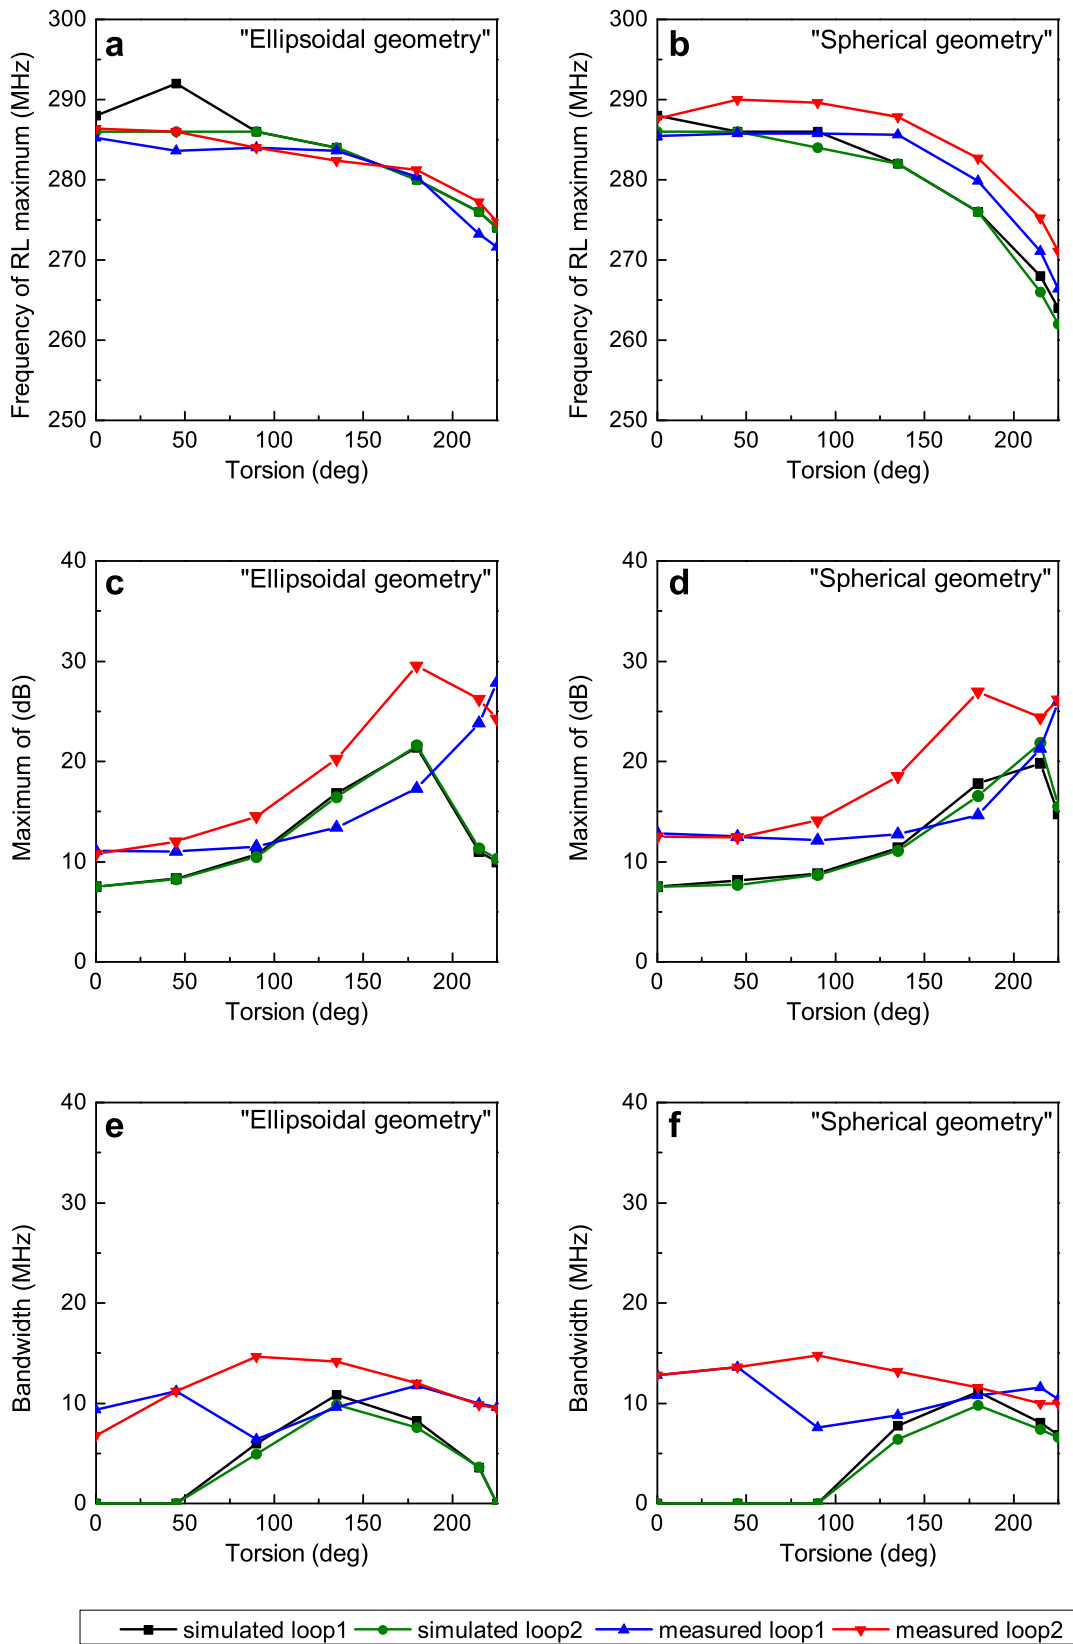 a "Ellipsoidal geometry"
Frequency of RL maximum (MHz)
300
290
280
270
260
250
0 50 100 150 200
Torsion (deg)
b "Spherical geometry"
Frequency of RL maximum (MHz)
300
290
280
270
260
250
0 50 100 150 200
Torsion (deg)
c "Ellipsoidal geometry"
Maximum of (dB)
40
30
20
10
0
0 50 100 150 200
Torsion (deg)
d "Spherical geometry"
Maximum of (dB)
40
30
20
10
0
0 50 100 150 200
Torsion (deg)
e "Ellipsoidal geometry"
Bandwidth (MHz)
40
30
20
10
0
0 50 100 150 200
Torsion (deg)
f "Spherical geometry"
Bandwidth (MHz)
40
30
20
10
0
0 50 100 150 200
Torsione (deg)
simulated loop1 simulated loop2 measured loop1 measured loop2